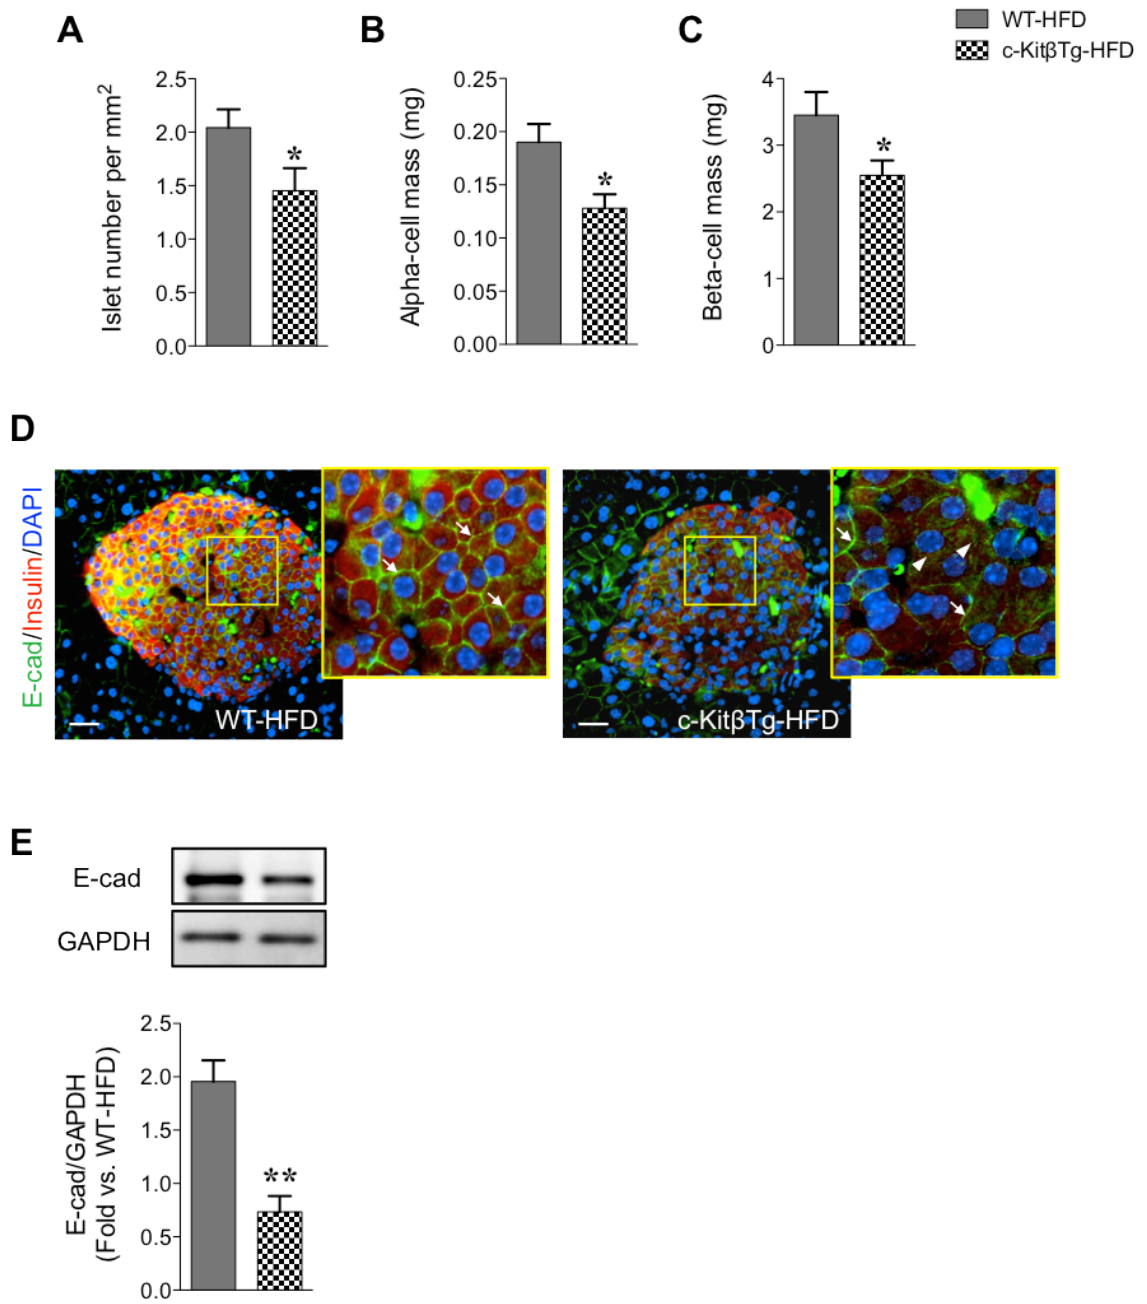 A
B
C
WT-HFD
c-KitβTg-HFD
Islet number per mm²
2.5
2.0
1.5
1.0
0.5
0.0
*
Alpha-cell mass (mg)
0.25
0.20
0.15
0.10
0.05
0.00
*
Beta-cell mass (mg)
4
3
2
1
0
*
D
E-cad/Insulin/DAPI
WT-HFD
c-KitβTg-HFD
E
E-cad
GAPDH
E-cad/GAPDH
(Fold vs. WT-HFD)
2.5
2.0
1.5
1.0
0.5
0.0
**